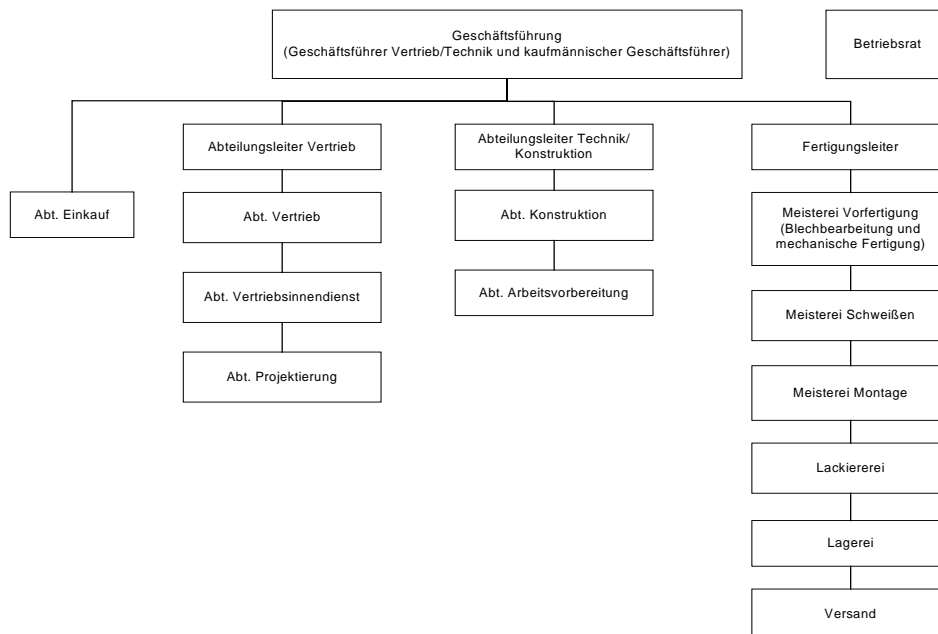 Geschäftsführung
(Geschäftsführer Vertrieb/Technik und kaufmännischer Geschäftsführer)
Betriebsrat
Abteilungsleiter Vertrieb
Abteilungsleiter Technik/
Konstruktion
Fertigungsleiter
Abt. Einkauf
Abt. Vertrieb
Abt. Konstruktion
Meisterei Vorfertigung
(Blechbearbeitung und
mechanische Fertigung)
Abt. Vertriebsinnendienst
Abt. Arbeitsvorbereitung
Meisterei Schweißen
Abt. Projektierung
Meisterei Montage
Lackiererei
Lagerei
Versand